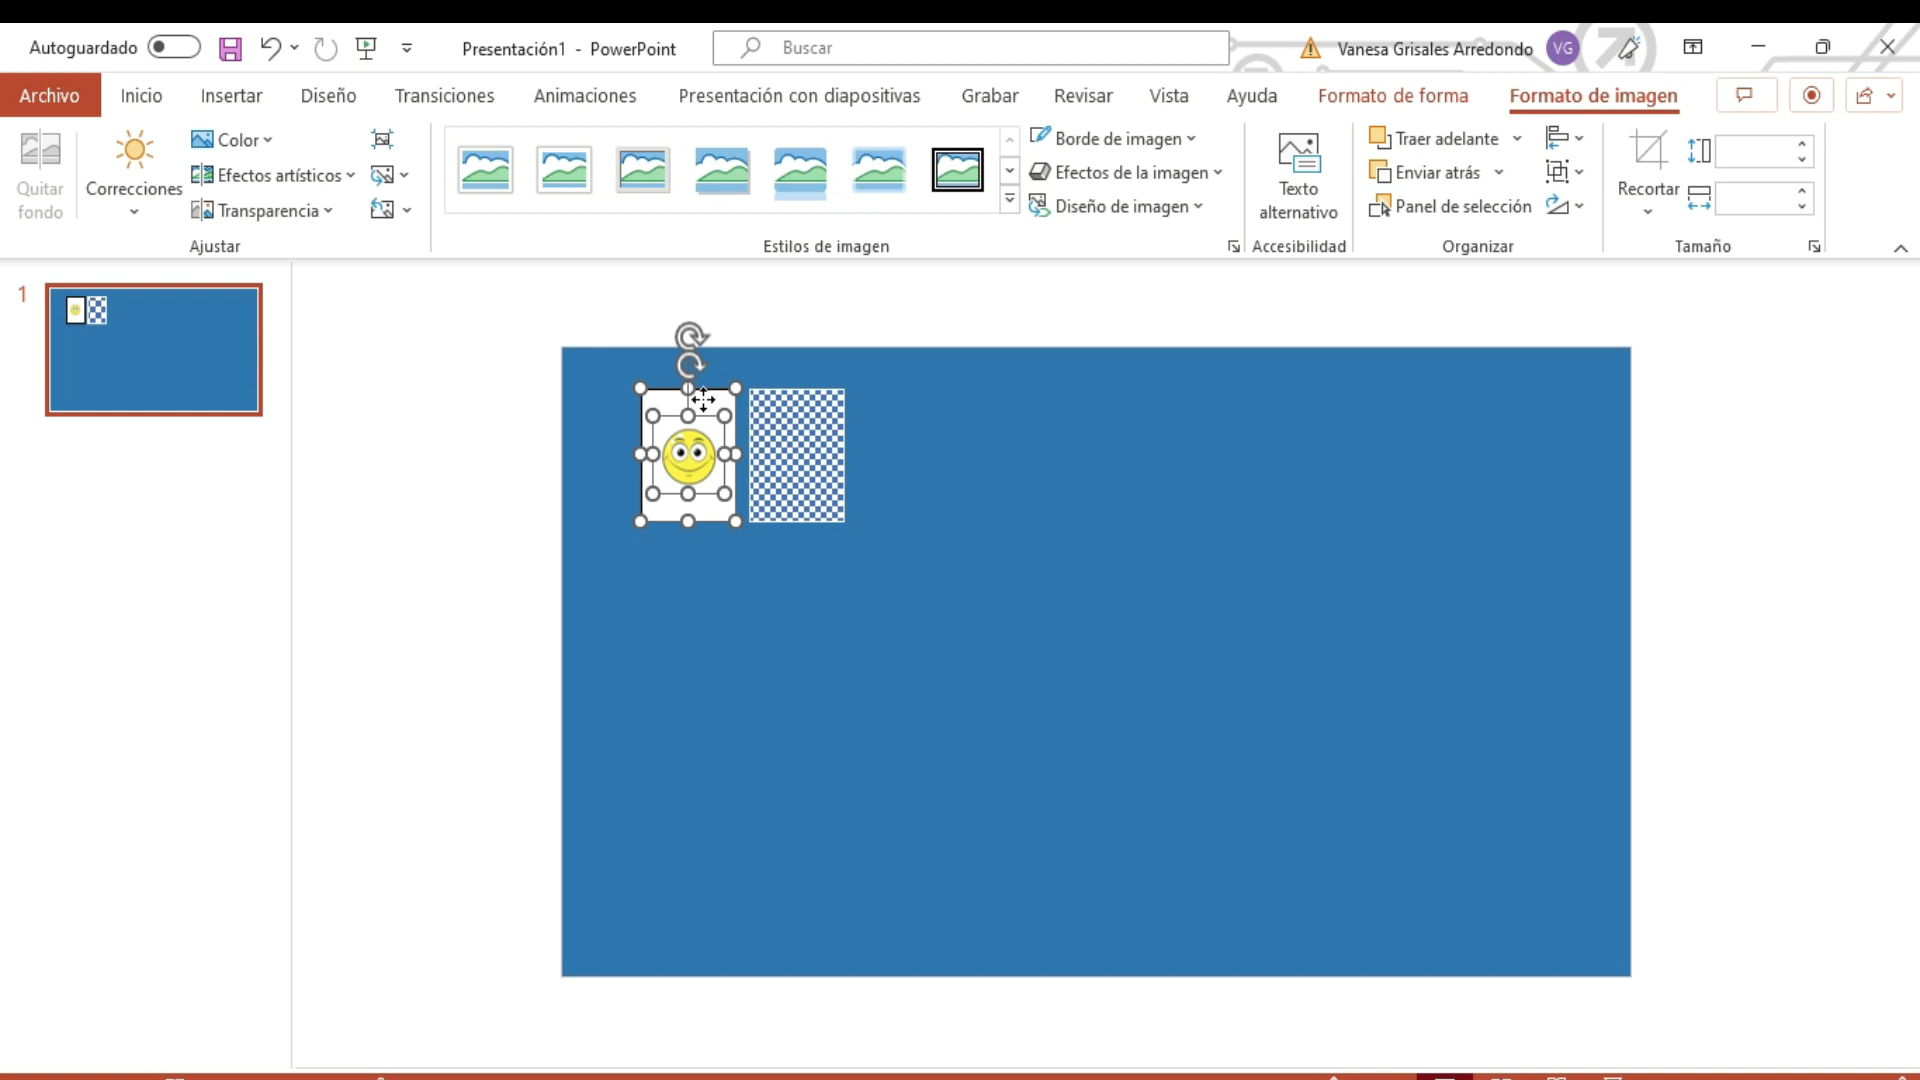 Autoguardado
Presentación1 - PowerPoint
Buscar
Vanesa Grisales Arredondo
VG
Archivo
Inicio
Insertar
Diseño
Transiciones
Animaciones
Presentación con diapositivas
Grabar
Revisar
Vista
Ayuda
Formato de forma
Formato de imagen
Quitar
fondo
Correcciones
Color
Efectos artísticos
Transparencia
Ajustar
Estilos de imagen
Borde de imagen
Efectos de la imagen
Diseño de imagen
Texto
alternativo
Accesibilidad
Traer adelante
Enviar atrás
Panel de selección
Organizar
Recortar
Tamaño
1